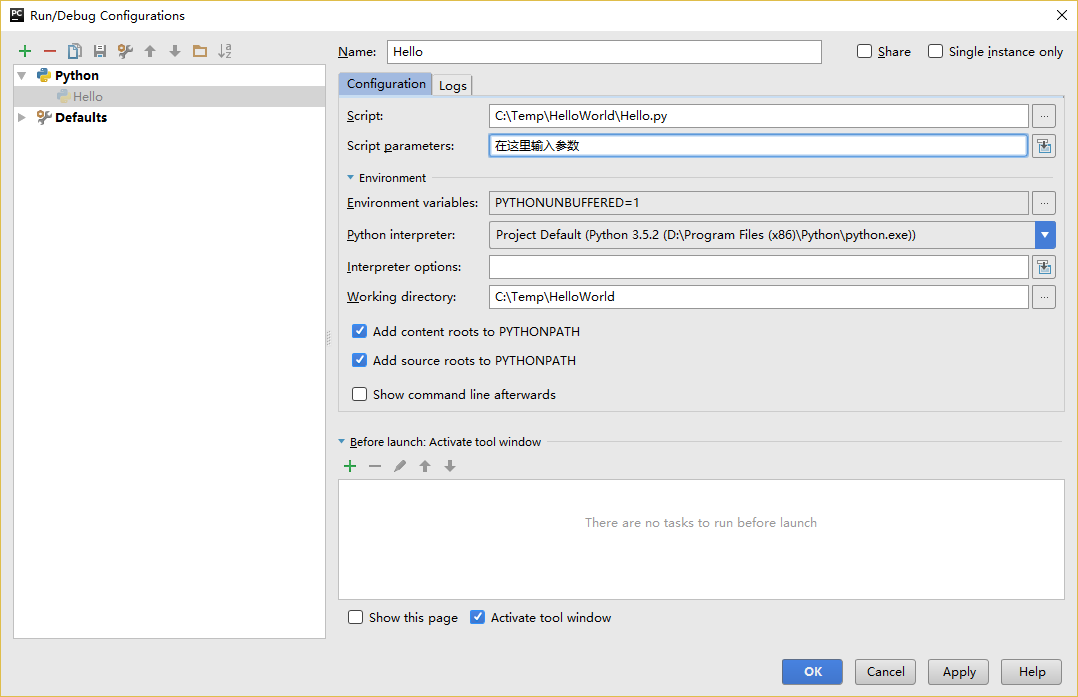 PC Run/Debug Configurations
Name: Hello Share Single instance only
Python
Hello
Defaults
Configuration Logs
Script: C:\Temp\HelloWorld\Hello.py ...
Script parameters: 在这里输入参数
Environment
Environment variables: PYTHONUNBUFFERED=1 ...
Python interpreter: Project Default (Python 3.5.2 (D:\Program Files (x86)\Python\python.exe))
Interpreter options:
Working directory: C:\Temp\HelloWorld ...
Add content roots to PYTHONPATH
Add source roots to PYTHONPATH
Show command line afterwards
Before launch: Activate tool window
There are no tasks to run before launch
Show this page Activate tool window
OK Cancel Apply Help